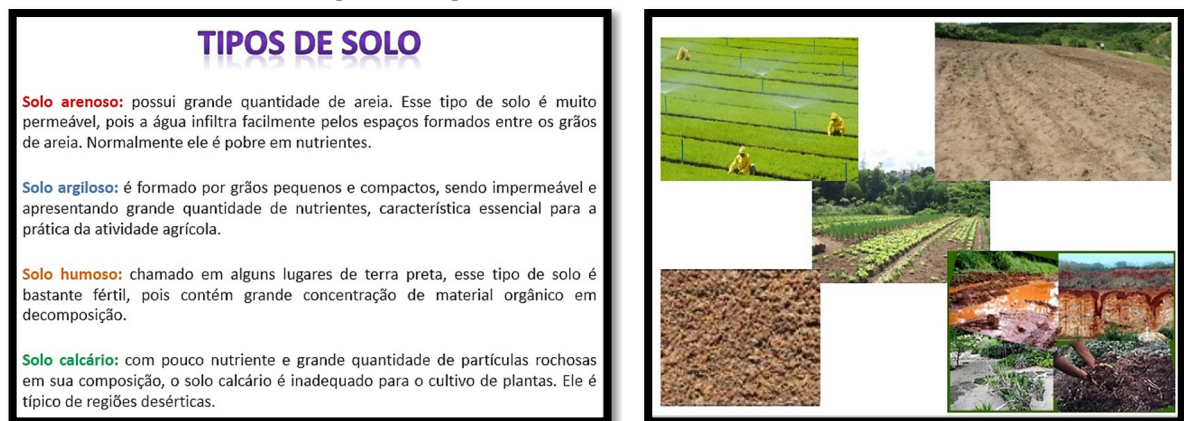 TIPOS DE SOLO
Solo arenoso: possui grande quantidade de areia. Esse tipo de solo é muito
permeável, pois a água infiltra facilmente pelos espaços formados entre os grãos
de areia. Normalmente ele é pobre em nutrientes.
Solo argiloso: é formado por grãos pequenos e compactos, sendo impermeável e
apresentando grande quantidade de nutrientes, característica essencial para a
prática da atividade agrícola.
Solo humoso: chamado em alguns lugares de terra preta, esse tipo de solo é
bastante fértil, pois contém grande concentração de material orgânico em
decomposição.
Solo calcário: com pouco nutriente e grande quantidade de partículas rochosas
em sua composição, o solo calcário é inadequado para o cultivo de plantas. Ele é
típico de regiões desérticas.